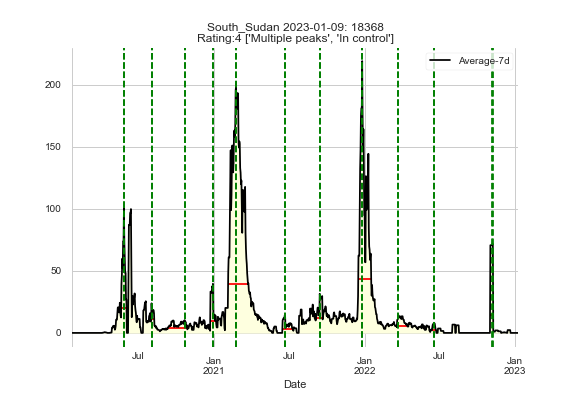 South_Sudan 2023-01-09: 18368
Rating:4 ['Multiple peaks', 'In control']
Average-7d
200
150
100
50
0
Jul
Jan
2021
Jul
Jan
2022
Jul
Jan
2023
Date